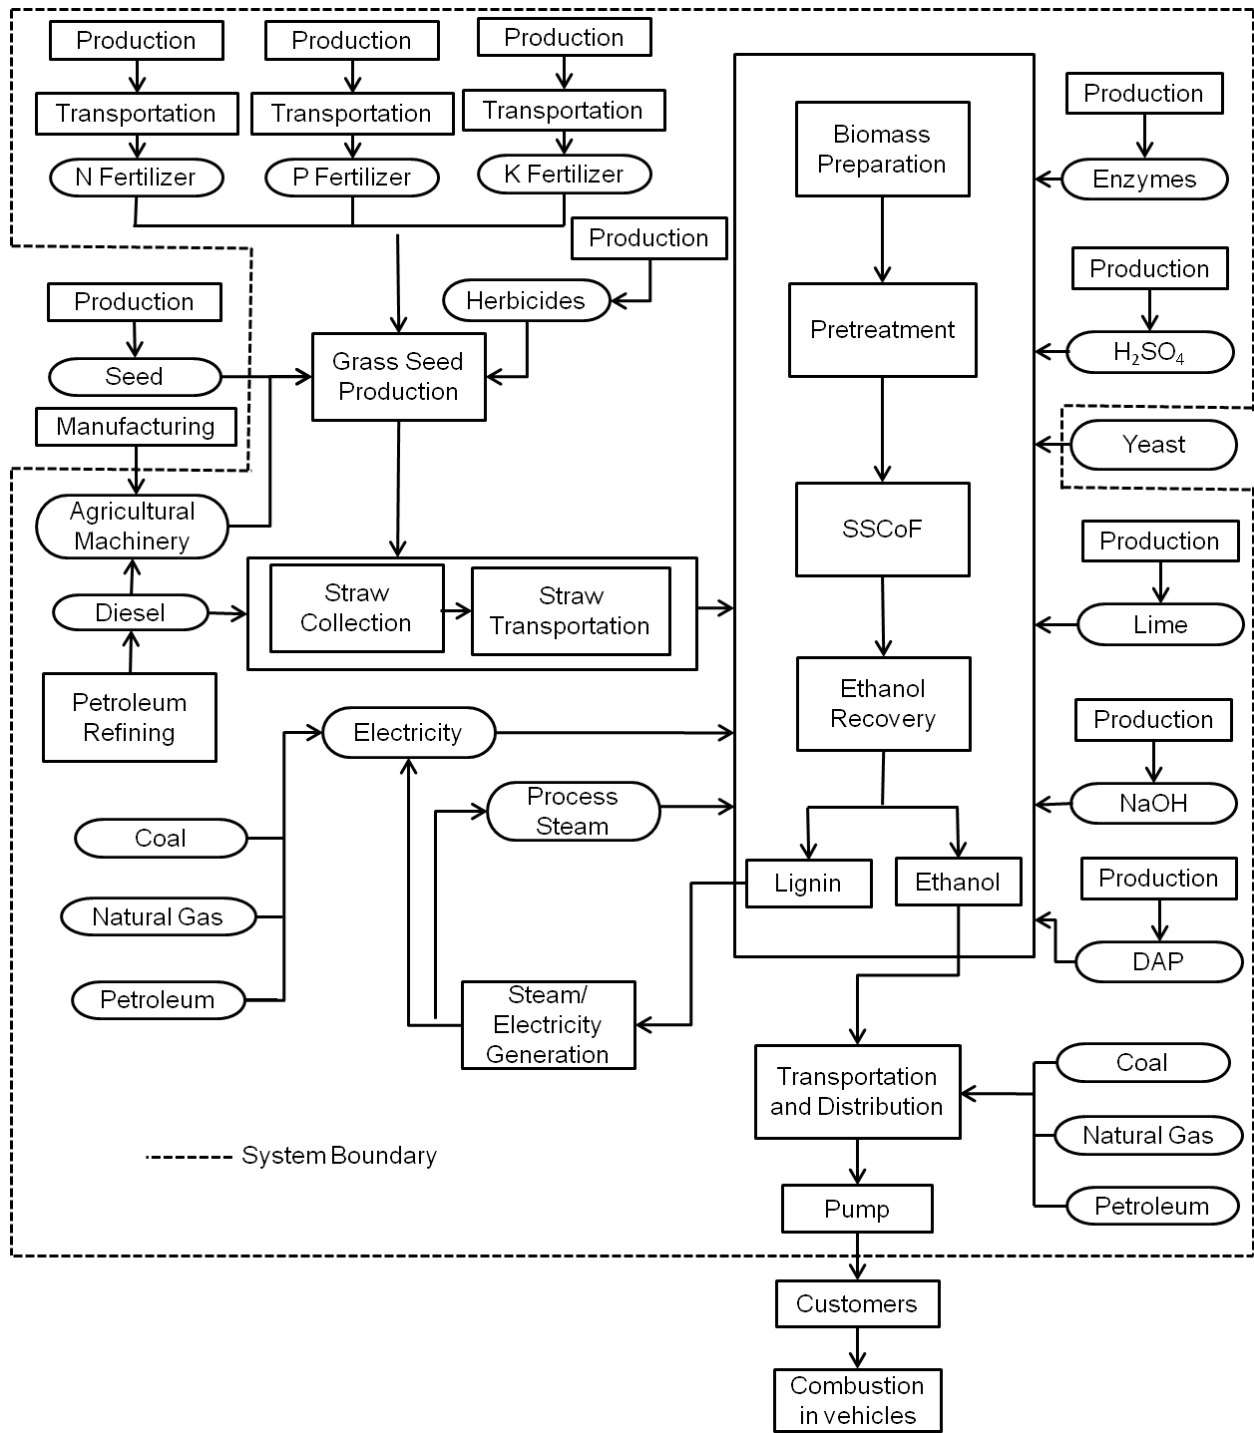 Production
Transportation
N Fertilizer
Production
Transportation
P Fertilizer
Production
Transportation
K Fertilizer
Production
Herbicides
Production
Seed
Manufacturing
Agricultural
Machinery
Diesel
Petroleum
Refining
Grass Seed
Production
Straw
Collection
Straw
Transportation
Electricity
Process
Steam
Coal
Natural Gas
Petroleum
Steam/
Electricity
Generation
Biomass
Preparation
Pretreatment
SSCoF
Ethanol
Recovery
Lignin
Ethanol
Production
Enzymes
Production
H₂SO₄
Yeast
Production
Lime
Production
NaOH
Production
DAP
Transportation
and Distribution
Coal
Natural Gas
Petroleum
Pump
System Boundary
Customers
Combustion
in vehicles